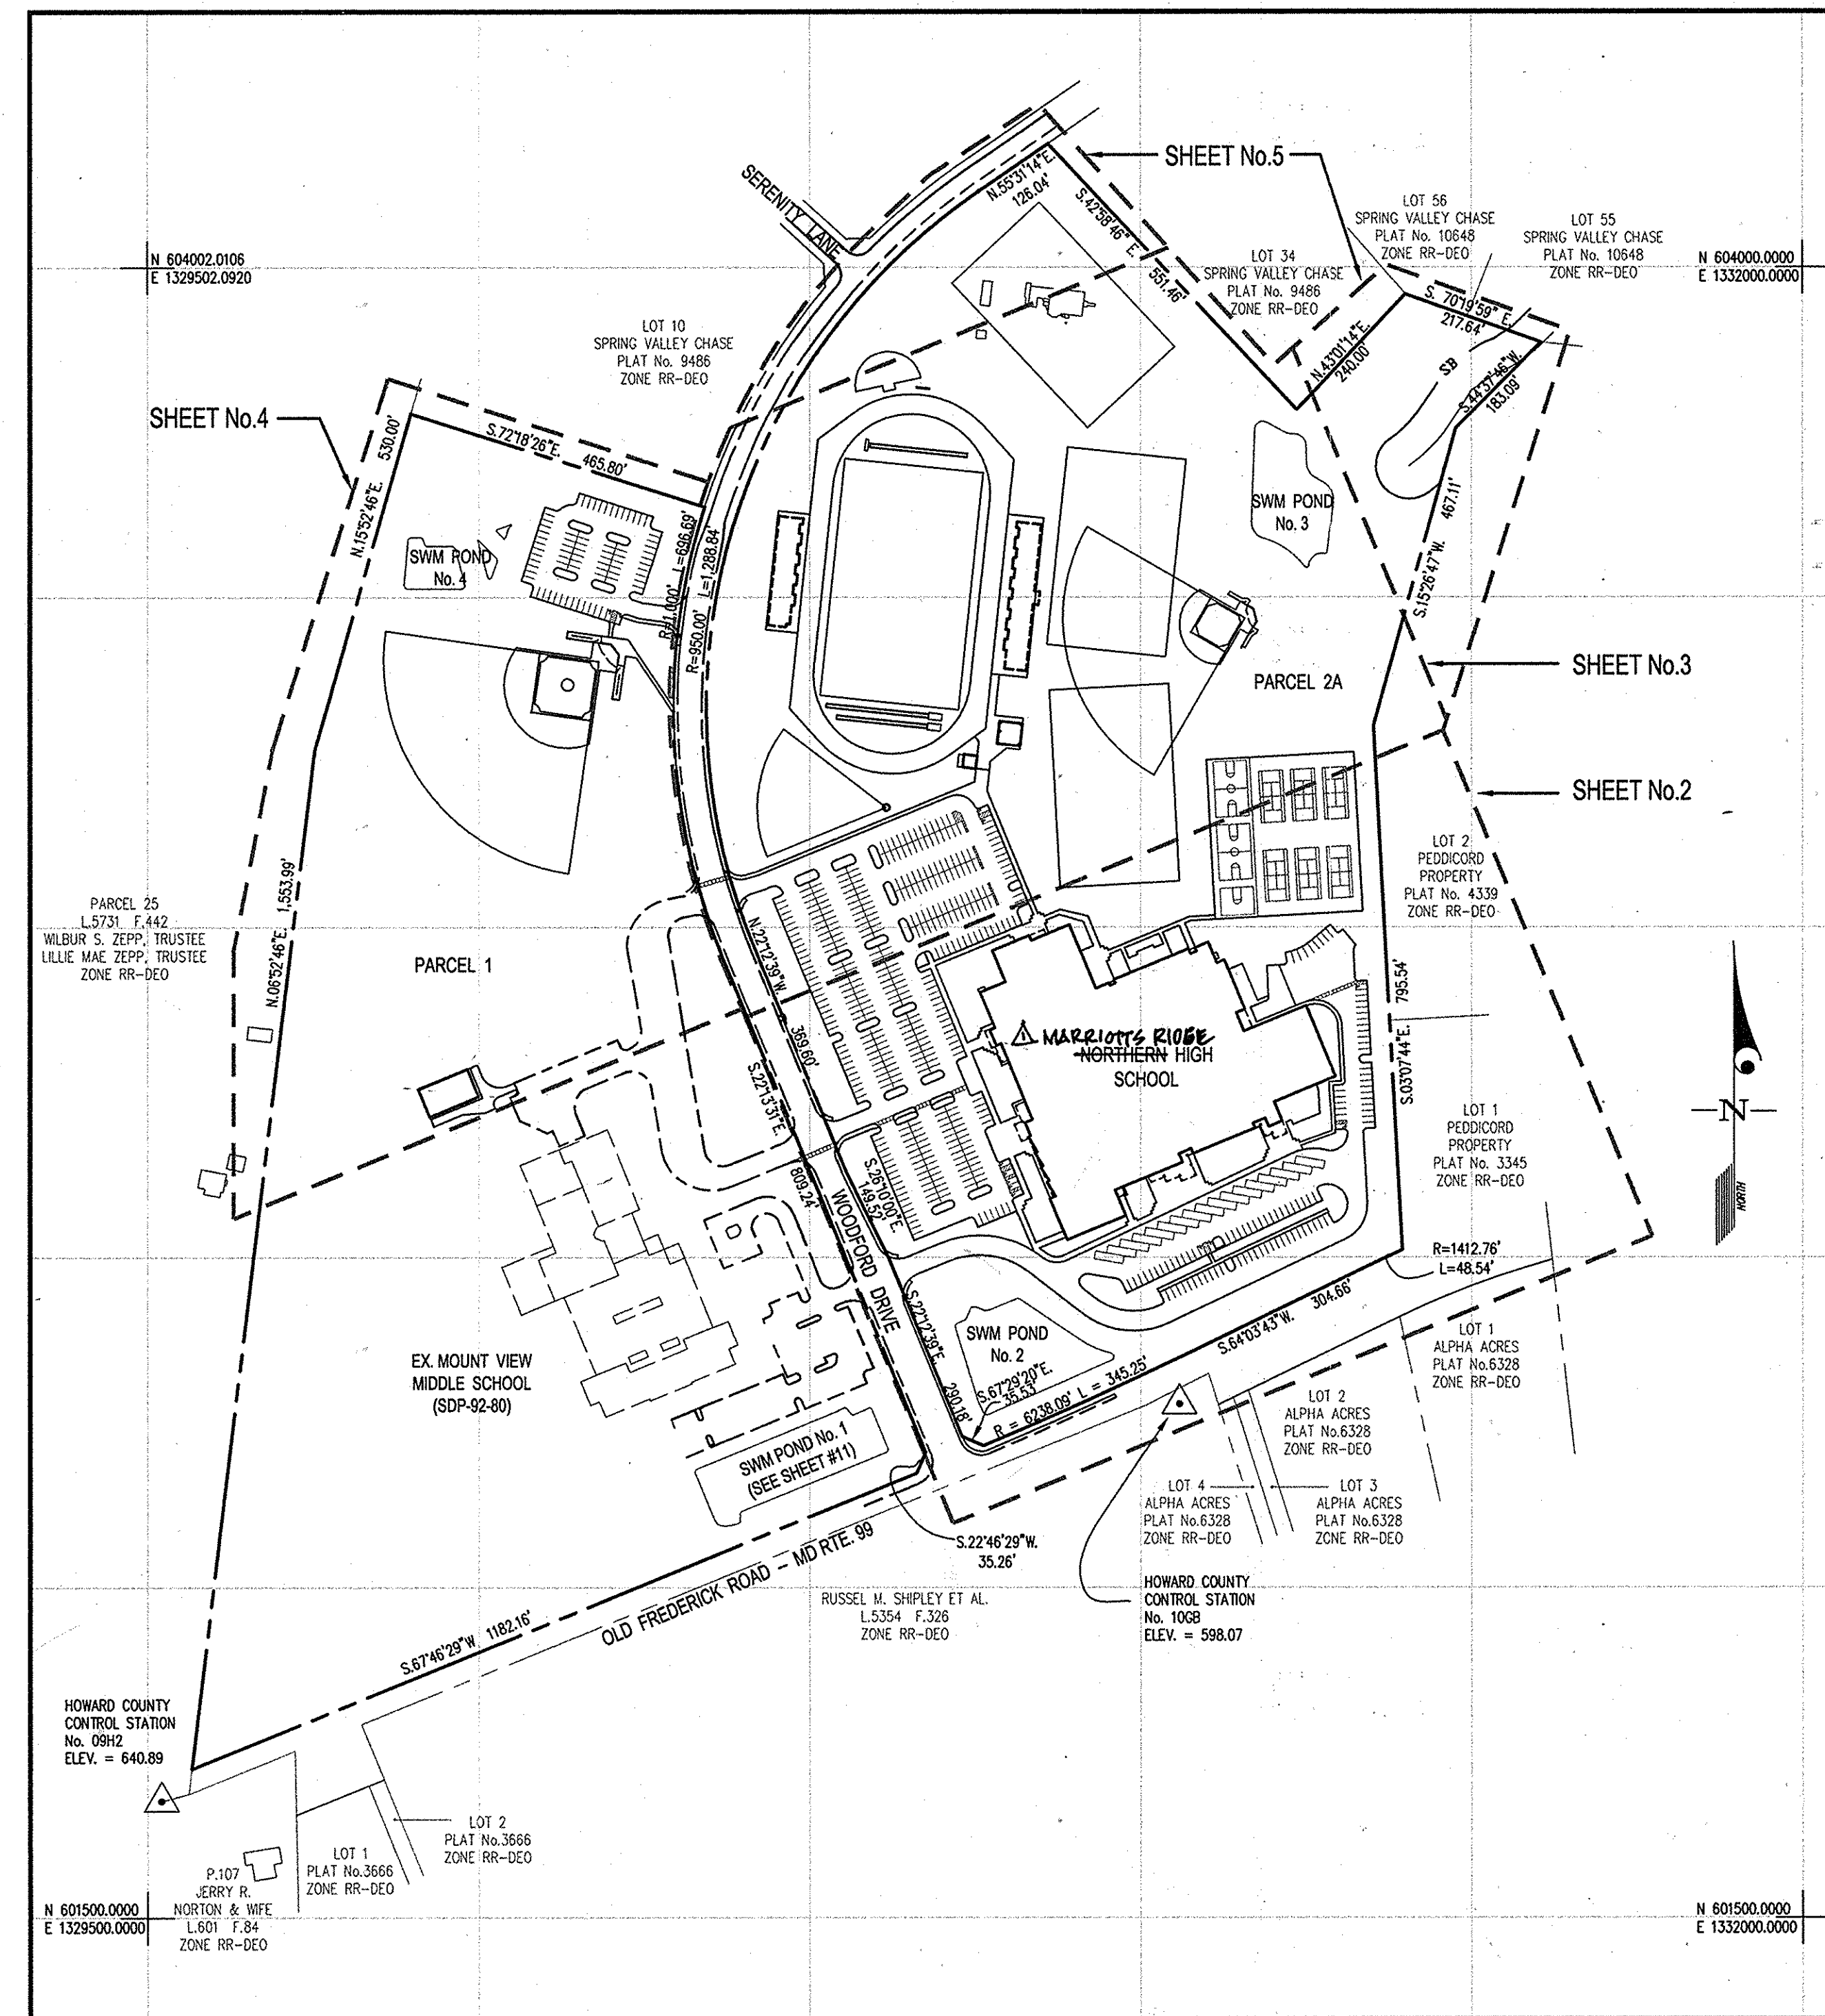 SHEET No.5
SERENITY LANE
N.55°31'14"E.
126.04'
S.42°58'46" E.
551.46'
LOT 56
SPRING VALLEY CHASE
PLAT No. 10648
ZONE RR-DEO
LOT 55
SPRING VALLEY CHASE
PLAT No. 10648
ZONE RR-DEO
N 604002.0106
E 1329502.0920
N 604000.0000
E 1332000.0000
LOT 34
SPRING VALLEY CHASE
PLAT No. 9486
ZONE RR-DEO
S. 70°19'59" E.
217.64'
N.43°01'14"E.
240.00'
SB
S.44°37'46"W.
183.09'
LOT 10
SPRING VALLEY CHASE
PLAT No. 9486
ZONE RR-DEO
SHEET No.4
530.00'
N.15°52'46"E.
S.72°18'26"E.
465.80'
SWM POND
No. 4
L=696.69'
R=1,000'
L=1,288.84'
R=950.00'
SWM POND
No. 3
467.11'
S.15°26'47"W.
SHEET No.3
PARCEL 2A
SHEET No.2
LOT 2
PEDDICORD
PROPERTY
PLAT No. 4339
ZONE RR-DEO
PARCEL 25
L.5731 F.442
WILBUR S. ZEPP, TRUSTEE
LILLIE MAE ZEPP, TRUSTEE
ZONE RR-DEO
N.06°52'46"E. 1,553.99'
PARCEL 1
N.22°12'39"W.
369.60'
S.22°13'31"E.
809.24'
795.54'
S.03°07'44"E.
1 MARRIOTTS RIDGE
NORTHERN HIGH
SCHOOL
N
NORTH
LOT 1
PEDDICORD
PROPERTY
PLAT No. 3345
ZONE RR-DEO
S.26°10'00"E.
149.52'
WOODFORD DRIVE
R=1412.76'
L=48.54'
S.22°12'39"E.
290.18'
SWM POND
No. 2
S.67°29'20"E.
35.53'
R = 6238.09' L = 345.25'
S.64°03'43"W. 304.66'
LOT 1
ALPHA ACRES
PLAT No.6328
ZONE RR-DEO
EX. MOUNT VIEW
MIDDLE SCHOOL
(SDP-92-80)
LOT 2
ALPHA ACRES
PLAT No.6328
ZONE RR-DEO
SWM POND No. 1
(SEE SHEET #11)
LOT 4
ALPHA ACRES
PLAT No.6328
ZONE RR-DEO
LOT 3
ALPHA ACRES
PLAT No.6328
ZONE RR-DEO
S.22°46'29"W.
35.26'
OLD FREDERICK ROAD - MD RTE. 99
S.67°46'29"W 1182.16'
RUSSEL M. SHIPLEY ET AL.
L.5354 F.326
ZONE RR-DEO
HOWARD COUNTY
CONTROL STATION
No. 10GB
ELEV. = 598.07
HOWARD COUNTY
CONTROL STATION
No. 09H2
ELEV. = 640.89
LOT 2
PLAT No.3666
ZONE RR-DEO
LOT 1
PLAT No.3666
ZONE RR-DEO
P.107
JERRY R.
NORTON & WIFE
L.601 F.84
ZONE RR-DEO
N 601500.0000
E 1329500.0000
N 601500.0000
E 1332000.0000